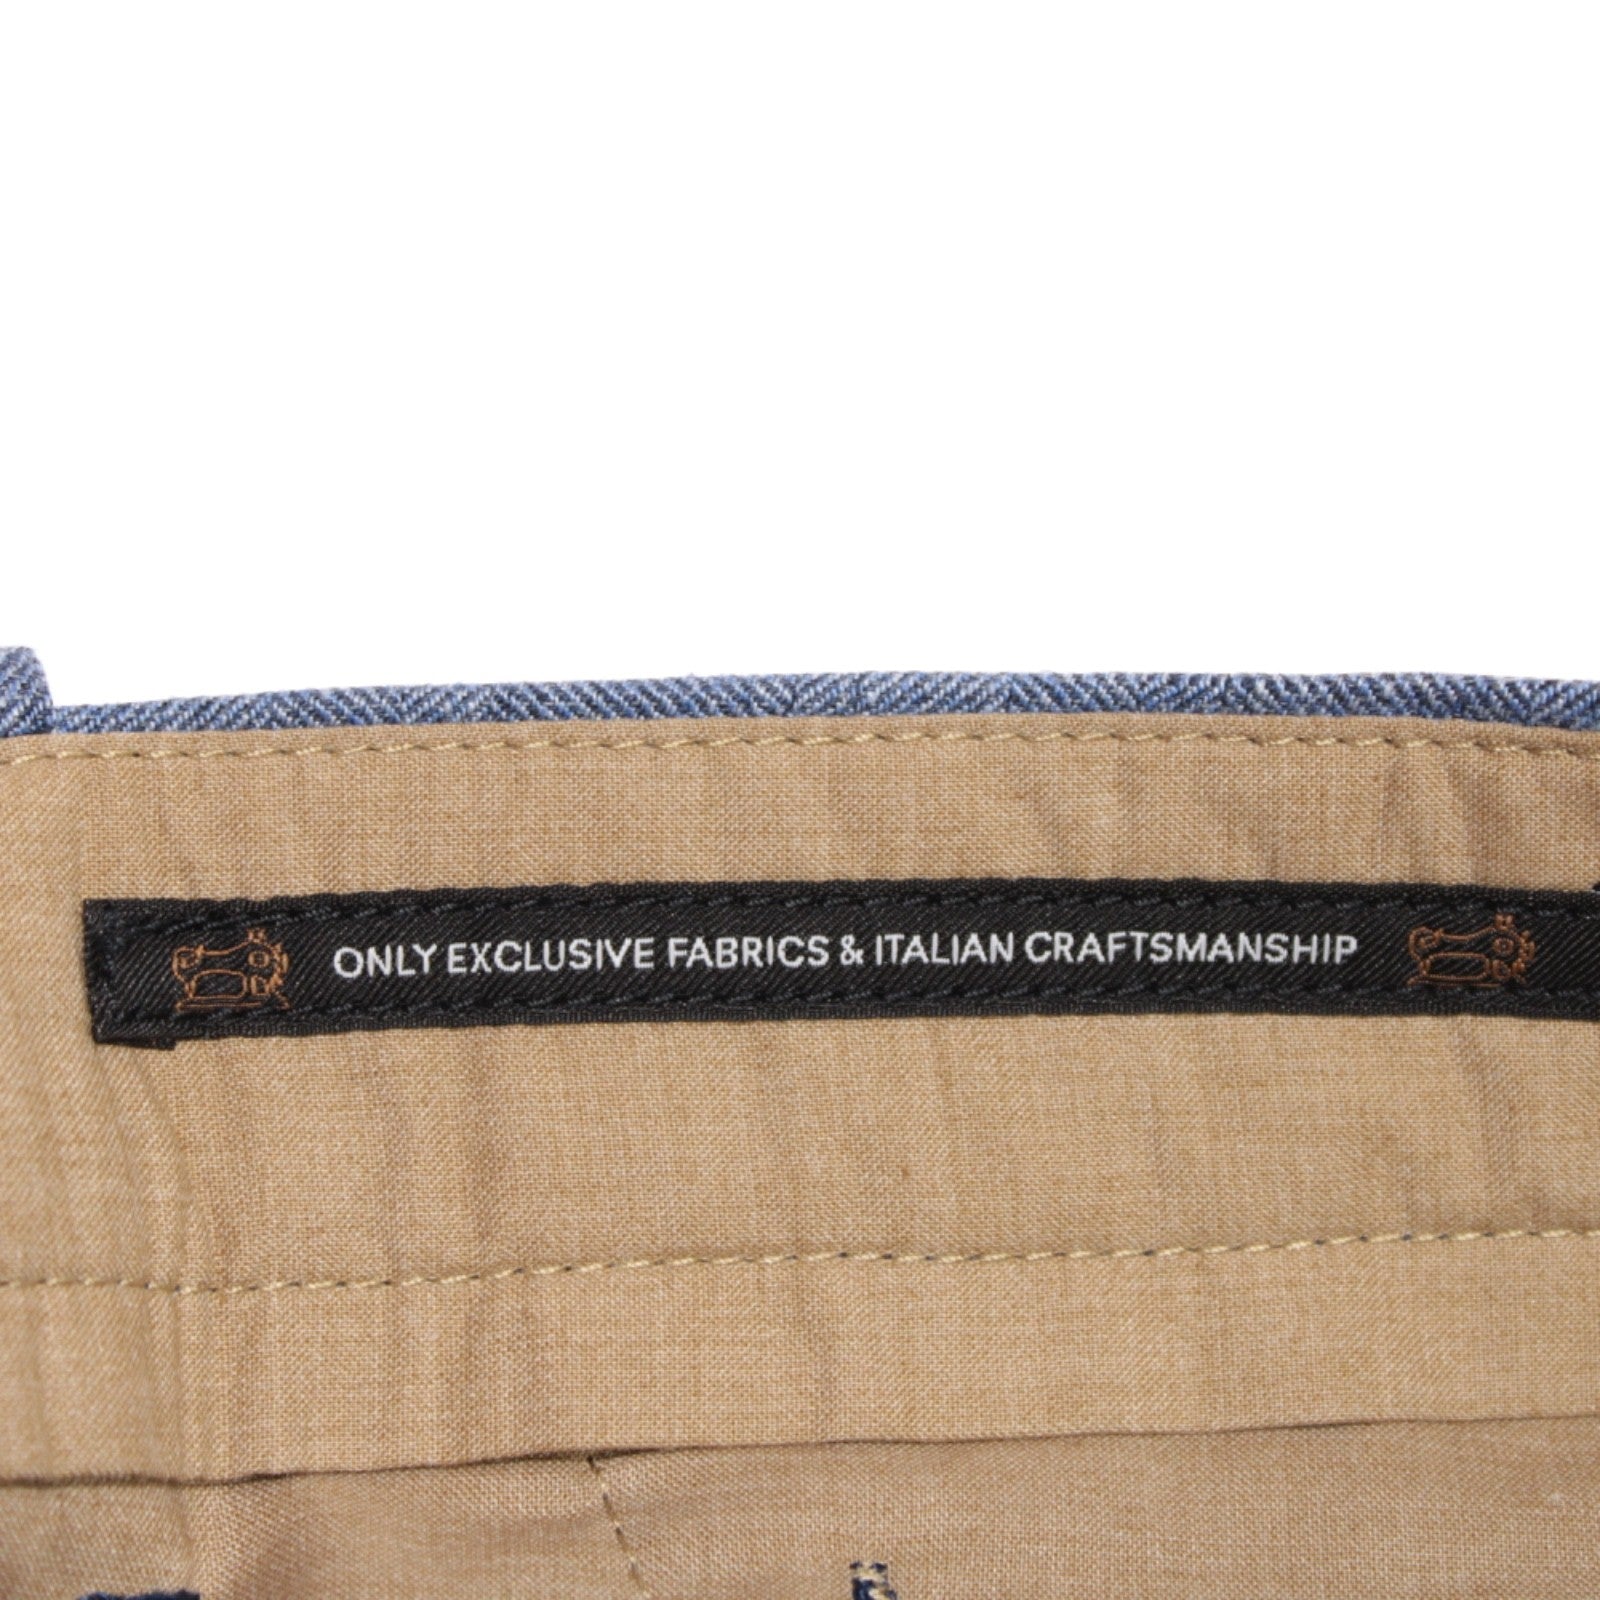 ONLY EXCLUSIVE FABRICS & ITALIAN CRAFTSMANSHIP